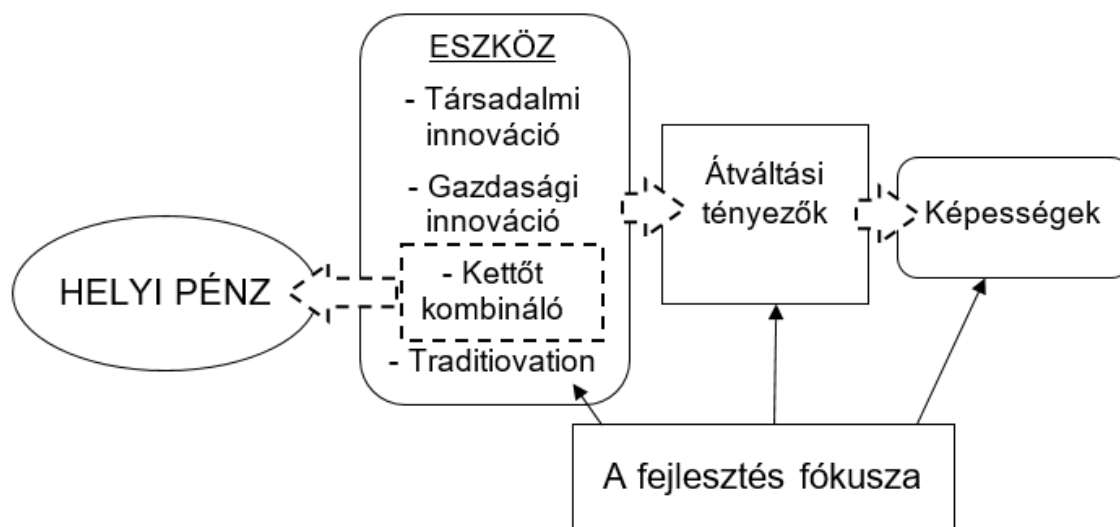 ESZKÖZ
- Társadalmi
innováció
- Gazdasági
innováció
- Kettőt
kombináló
- Traditiovation
HELYI PÉNZ
Átváltási
tényezők
Képességek
A fejlesztés fókusza